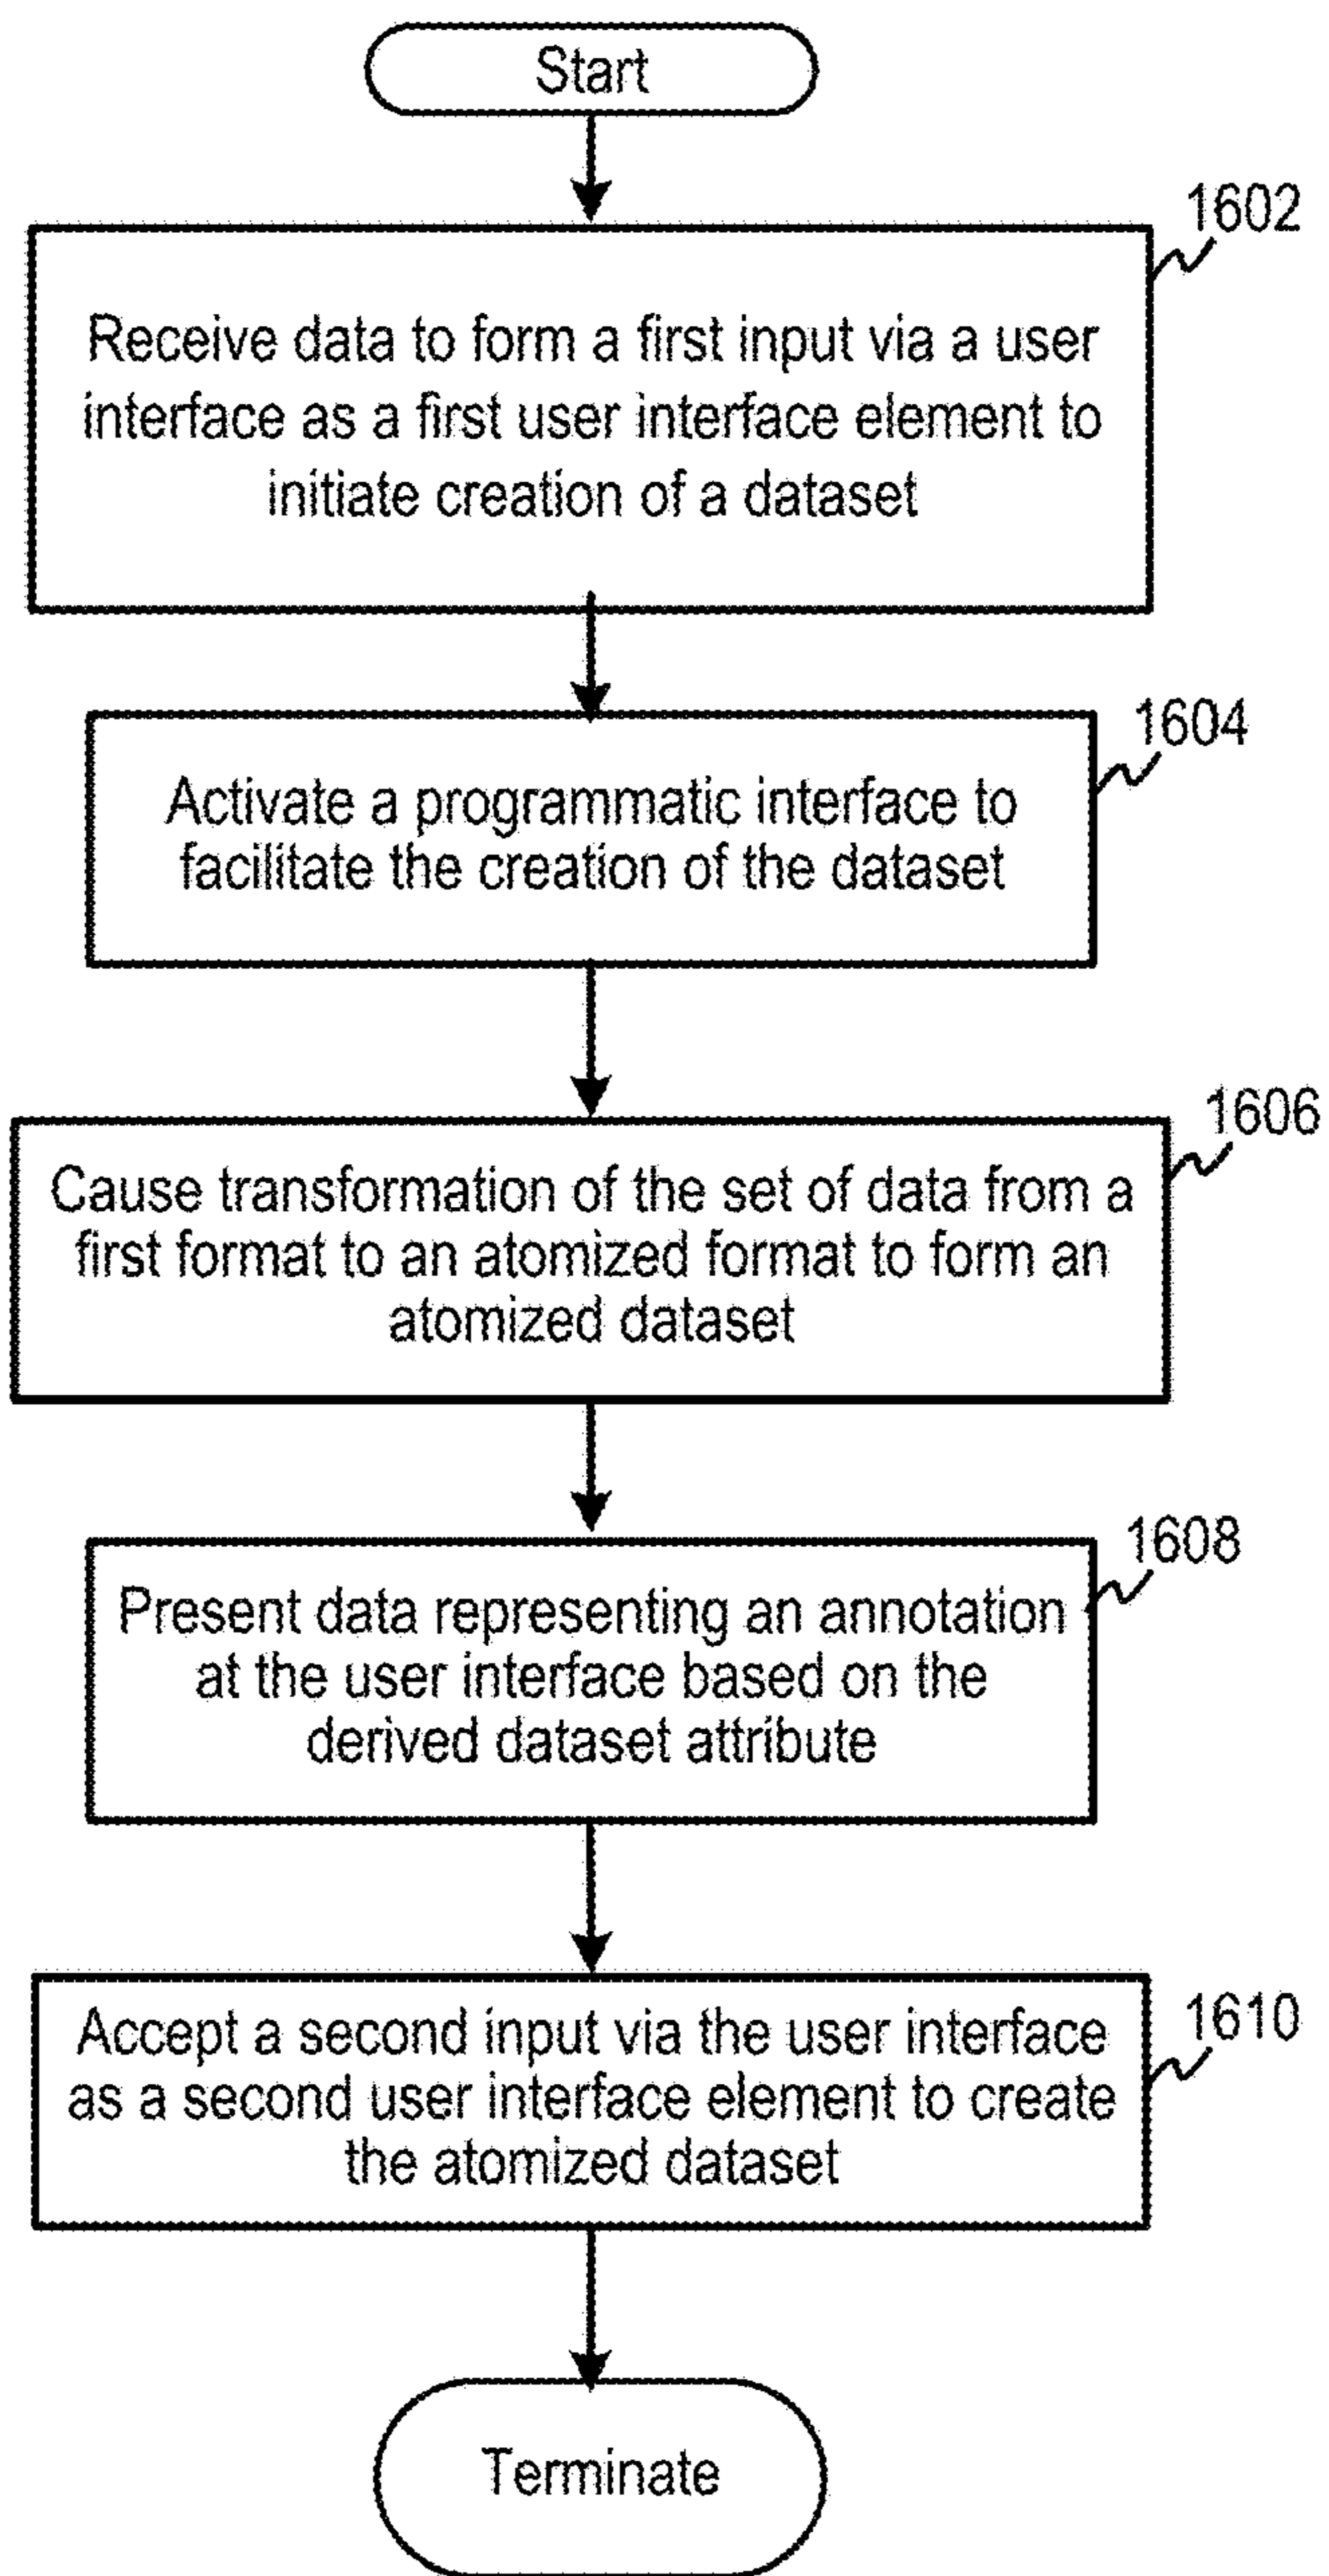 Start
1602
Receive data to form a first input via a user
interface as a first user interface element to
initiate creation of a dataset
1604
Activate a programmatic interface to
facilitate the creation of the dataset
1606
Cause transformation of the set of data from a
first format to an atomized format to form an
atomized dataset
1608
Present data representing an annotation
at the user interface based on the
derived dataset attribute
1610
Accept a second input via the user interface
as a second user interface element to create
the atomized dataset
Terminate